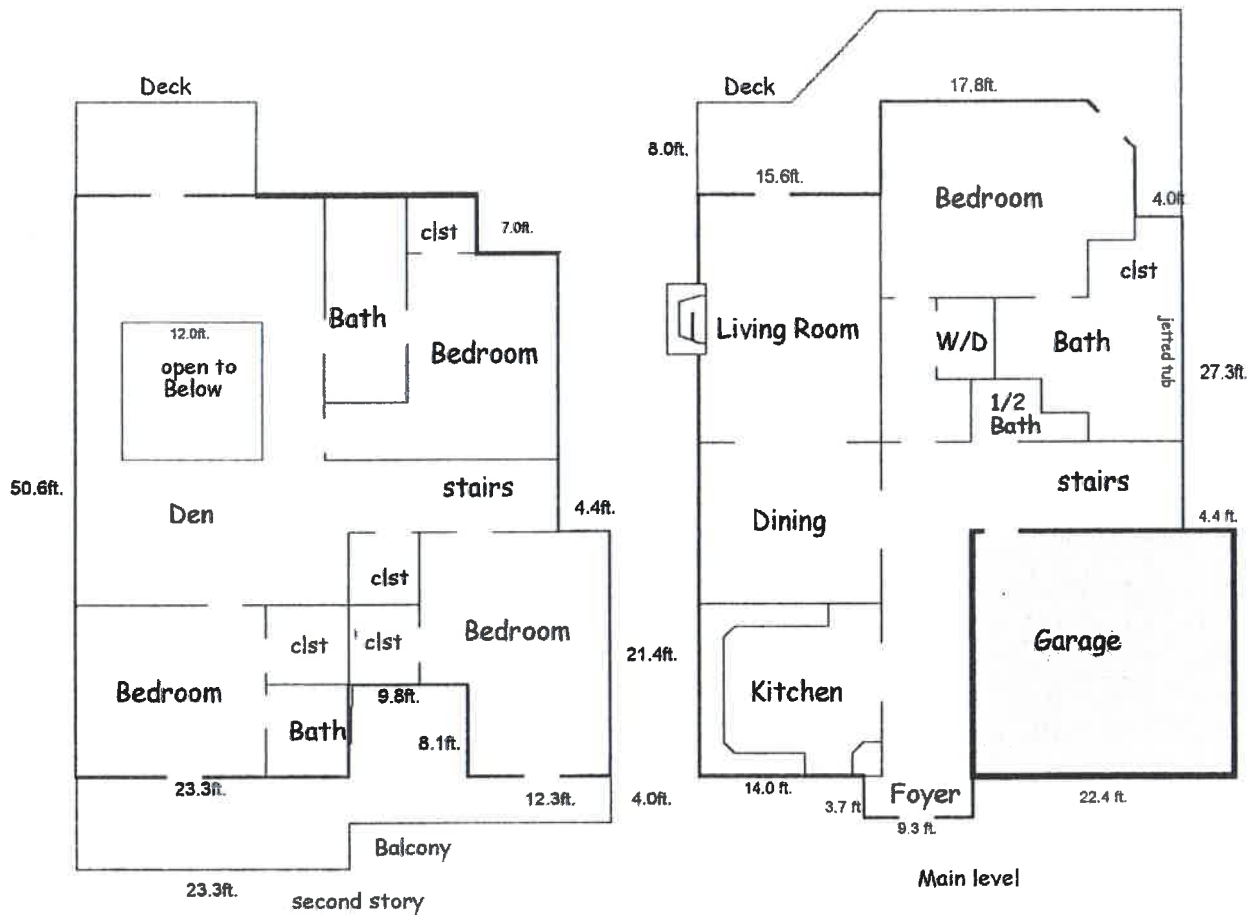 Deck
7.0ft.
clst
Bath
Bedroom
12.0ft.
open to
Below
50.6ft.
stairs
4.4ft.
Den
clst
clst
clst
Bedroom
21.4ft.
Bedroom
9.8ft.
Bath
8.1ft.
23.3ft.
12.3ft.
4.0ft.
Balcony
23.3ft.
second story
Deck
17.8ft.
8.0ft.
15.6ft.
Bedroom
4.0ft.
clst
Living Room
W/D
Bath
jetted tub
27.3ft.
1/2
Bath
stairs
Dining
4.4 ft.
Garage
Kitchen
14.0 ft.
3.7 ft
Foyer
9.3 ft.
22.4 ft.
Main level